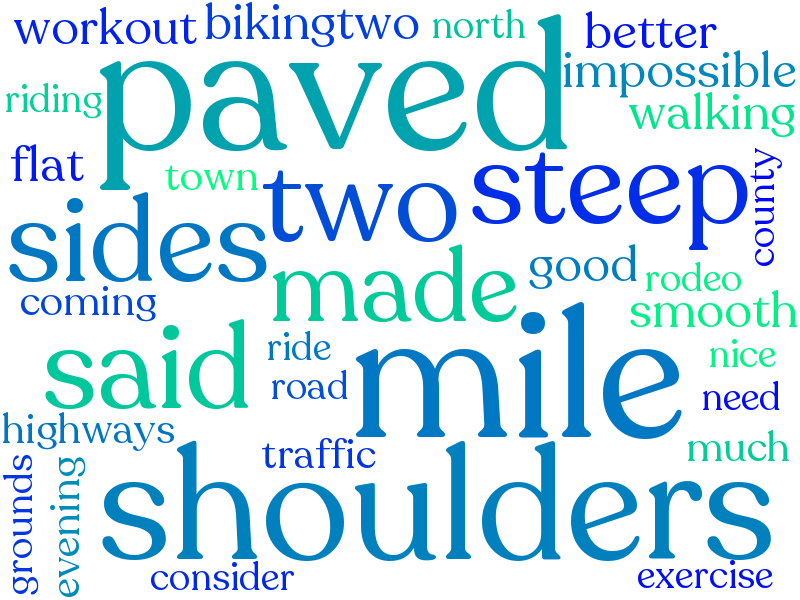 workout
bikingtwo
north
better
paved
impossible
riding
walking
flat
town
two
steep
county
sides
good
coming
made
rodeo
smooth
said
ride
road
mile
nice
need
highways
traffic
shoulders
much
grounds
evening
consider
exercise